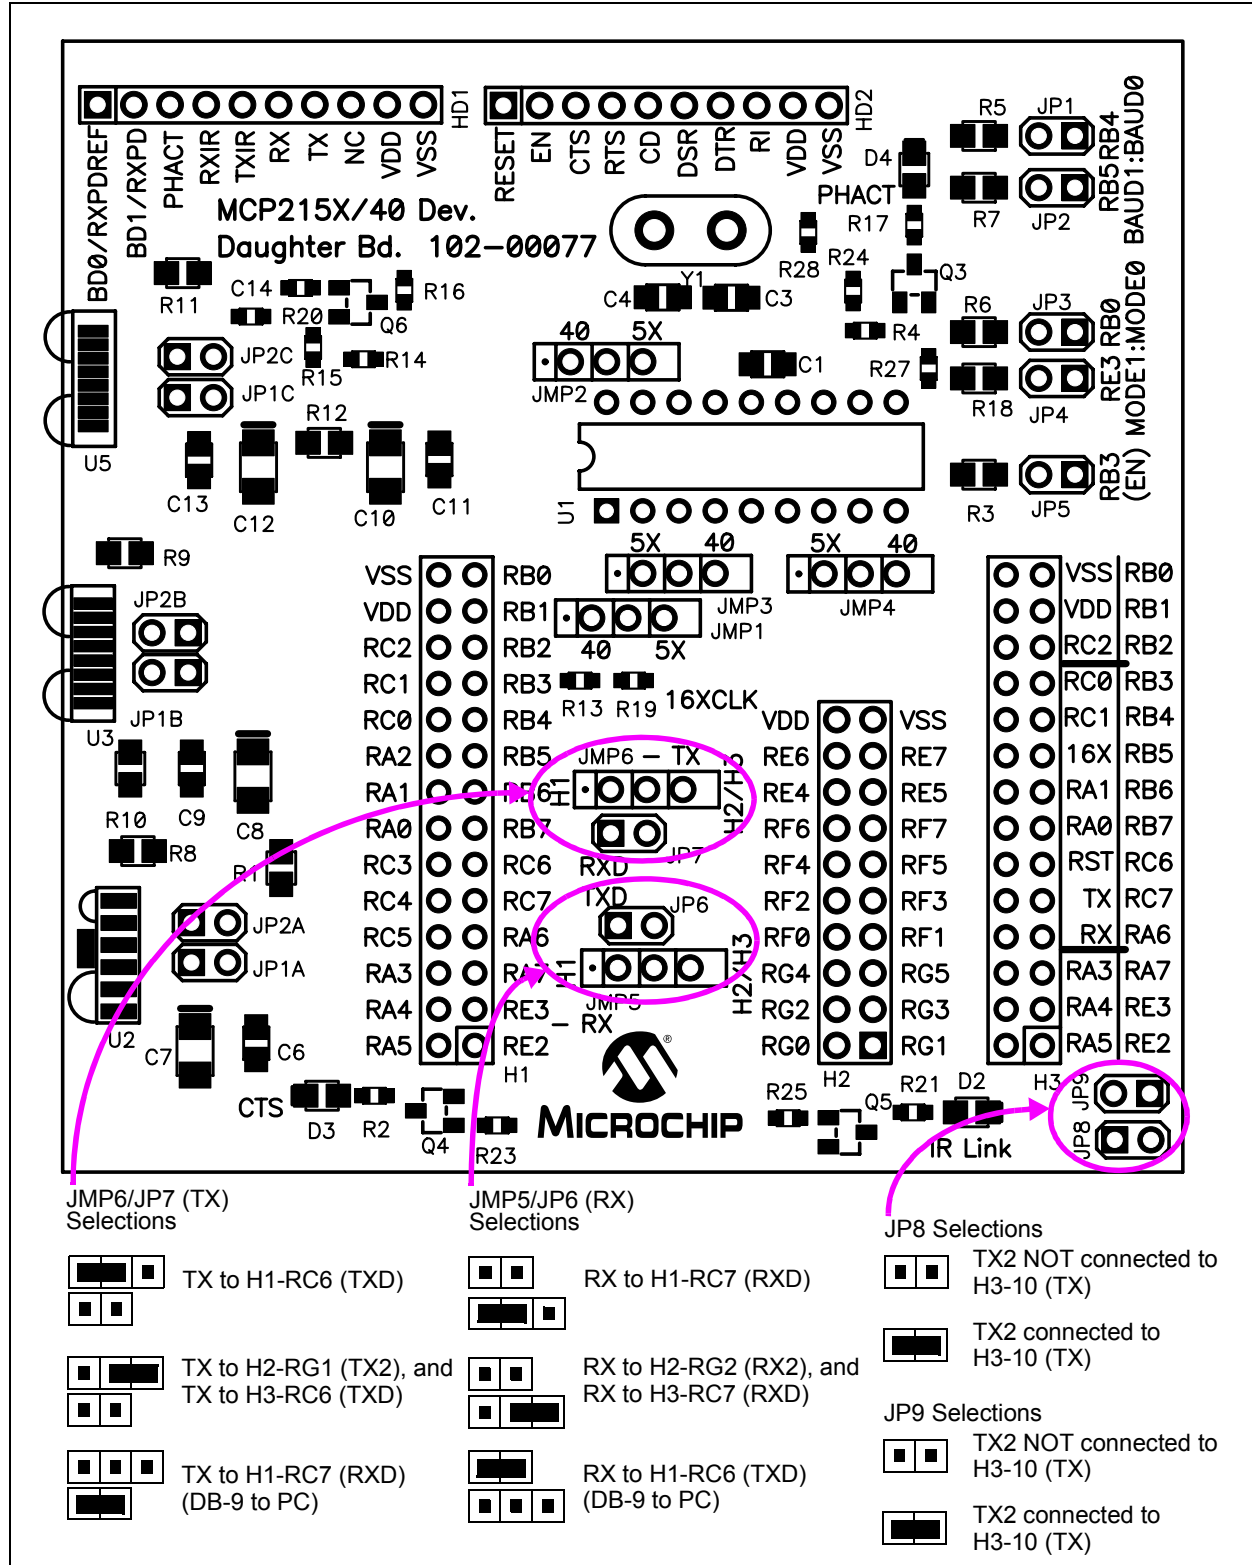 HD1
HD2
BD0/RXPDREF
BD1/RXPD
PHACT
RXIR
TXIR
RX
TX
NC
VDD
VSS
RESET
EN
CTS
RTS
CD
DSR
DTR
RI
VDD
VSS
R5
JP1
D4
PHACT
R7
JP2
RB5RB4
BAUD1:BAUD0
MCP215X/40 Dev.
Daughter Bd. 102-00077
R17
R28
R24
Q3
Y1
R11
C14
R20
R16
Q6
C4
C3
R4
R6
JP3
R27
R18
JP4
RE3 RB0
MODE1:MODE0
JP2C
JP1C
R15
R14
40
5X
JMP2
C1
R12
U5
C13
C12
C10
C11
U1
R3
JP5
RB3
(EN)
R9
5X
40
JMP3
5X
40
JMP4
JMP1
40
5X
JP2B
JP1B
U3
R13
R19
16XCLK
VSS
RB0
VDD
RB1
RC2
RB2
RC1
RB3
RC0
RB4
RA2
RB5
RA1
RB6
RA0
RB7
RC3
RC6
RC4
RC7
RC5
RA6
RA3
RA7
RA4
RE3
RA5
RE2
H1
JMP6 – TX
H1
H2/H3
JP7
RXD
TXD
JP6
H1
H2/H3
JMP5
– RX
VDD
VSS
RE6
RE7
RE4
RE5
RF6
RF7
RF4
RF5
RF2
RF3
RF0
RF1
RG4
RG5
RG2
RG3
RG0
RG1
H2
VSS
RB0
VDD
RB1
RC2
RB2
RC0
RB3
RC1
RB4
16X
RB5
RA1
RB6
RA0
RB7
RST
RC6
TX
RC7
RX
RA6
RA3
RA7
RA4
RE3
RA5
RE2
H3
R10
C9
C8
R8
R1
JP2A
JP1A
U2
C7
C6
CTS
D3
R2
Q4
R23
®
MICROCHIP
R25
Q5
R21
D2
IR Link
JP9
JP8
JMP6/JP7 (TX)
Selections
TX to H1-RC6 (TXD)
TX to H2-RG1 (TX2), and
TX to H3-RC6 (TXD)
TX to H1-RC7 (RXD)
(DB-9 to PC)
JMP5/JP6 (RX)
Selections
RX to H1-RC7 (RXD)
RX to H2-RG2 (RX2), and
RX to H3-RC7 (RXD)
RX to H1-RC6 (TXD)
(DB-9 to PC)
JP8 Selections
TX2 NOT connected to
H3-10 (TX)
TX2 connected to
H3-10 (TX)
JP9 Selections
TX2 NOT connected to
H3-10 (TX)
TX2 connected to
H3-10 (TX)